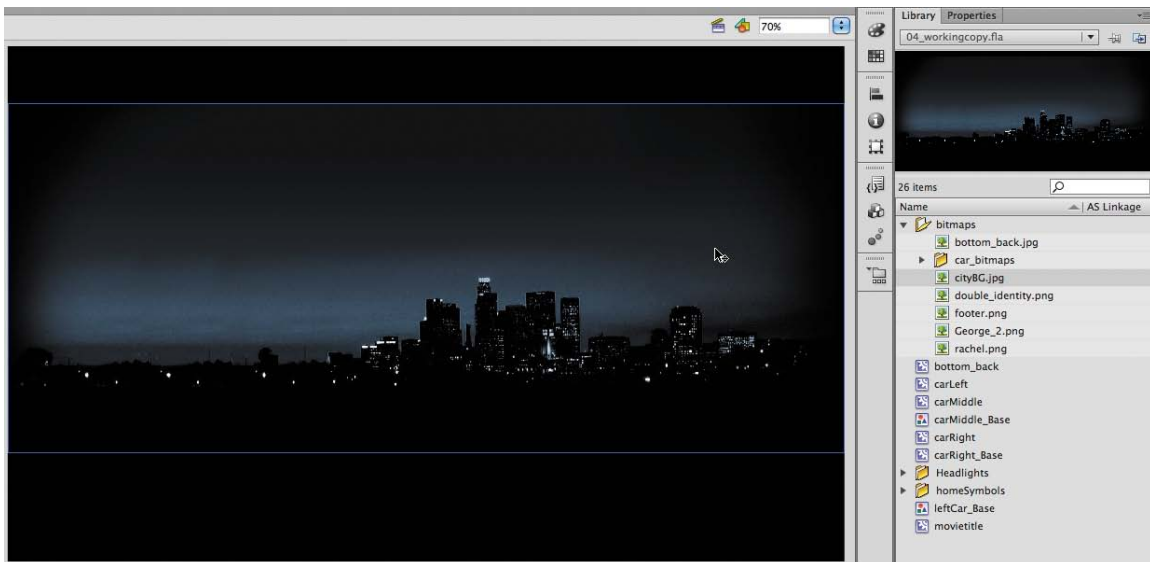 70%
Library Properties
04_workingcopy.fla
26 items
Name AS Linkage
bitmaps
bottom_back.jpg
car_bitmaps
cityBG.jpg
double_identity.png
footer.png
George_2.png
rachel.png
bottom_back
carLeft
carMiddle
carMiddle_Base
carRight
carRight_Base
Headlights
homeSymbols
leftCar_Base
movietitle